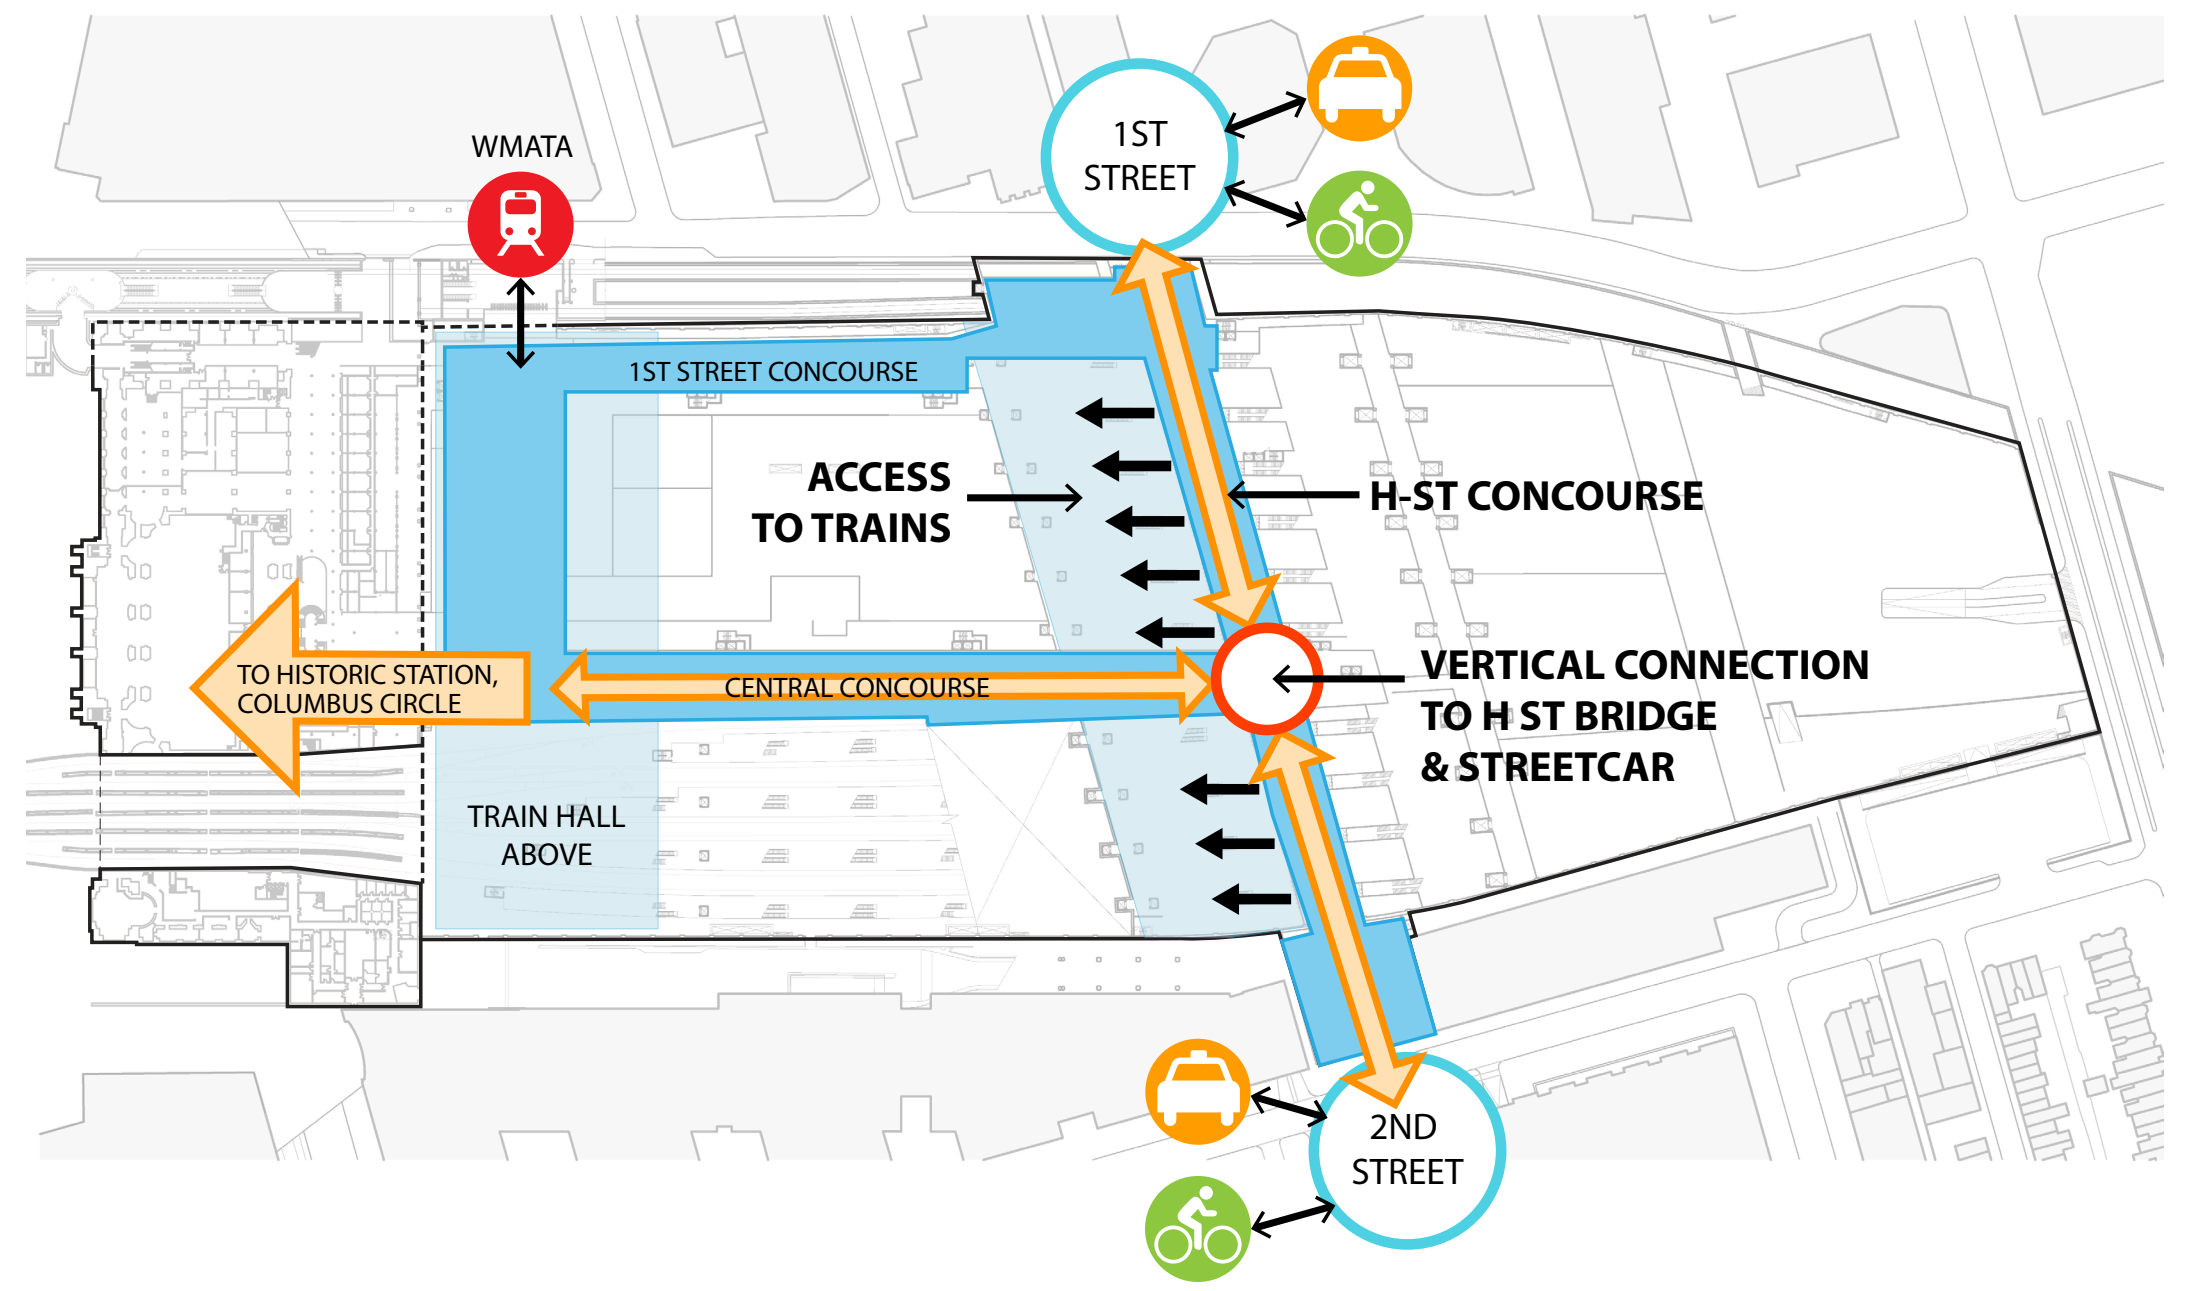 WMATA
1ST
STREET
1ST STREET CONCOURSE
ACCESS
TO TRAINS
H-ST CONCOURSE
TO HISTORIC STATION,
COLUMBUS CIRCLE
CENTRAL CONCOURSE
VERTICAL CONNECTION
TO H ST BRIDGE
& STREETCAR
TRAIN HALL
ABOVE
2ND
STREET